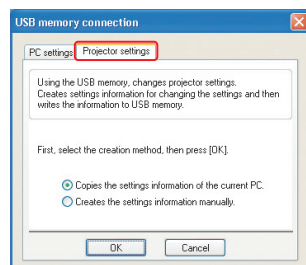 USB memory connection
PC settings Projector settings
Using the USB memory, changes projector settings.
Creates settings information for changing the settings and then
writes the information to USB memory.
First, select the creation method, then press [OK].
Copies the settings information of the current PC.
Creates the settings information manually.
OK Cancel